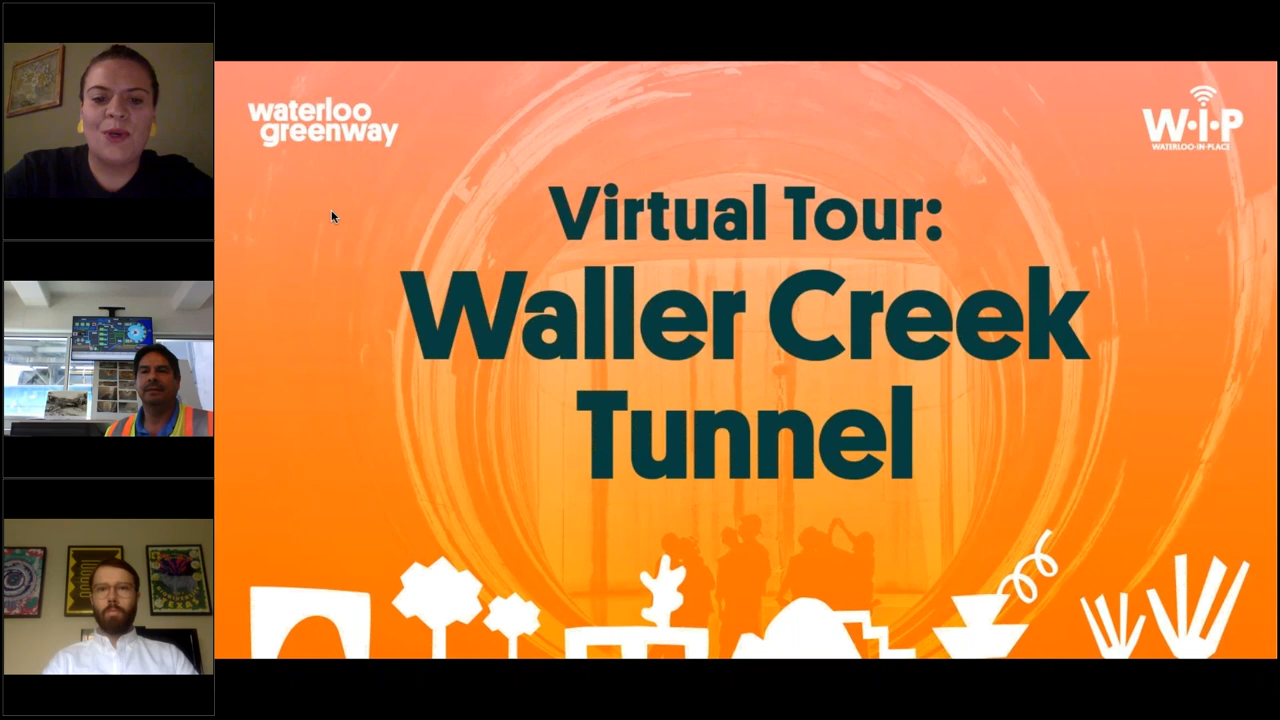 waterloo
greenway
W·i·P
WATERLOO-IN-PLACE
Virtual Tour:
Waller Creek
Tunnel